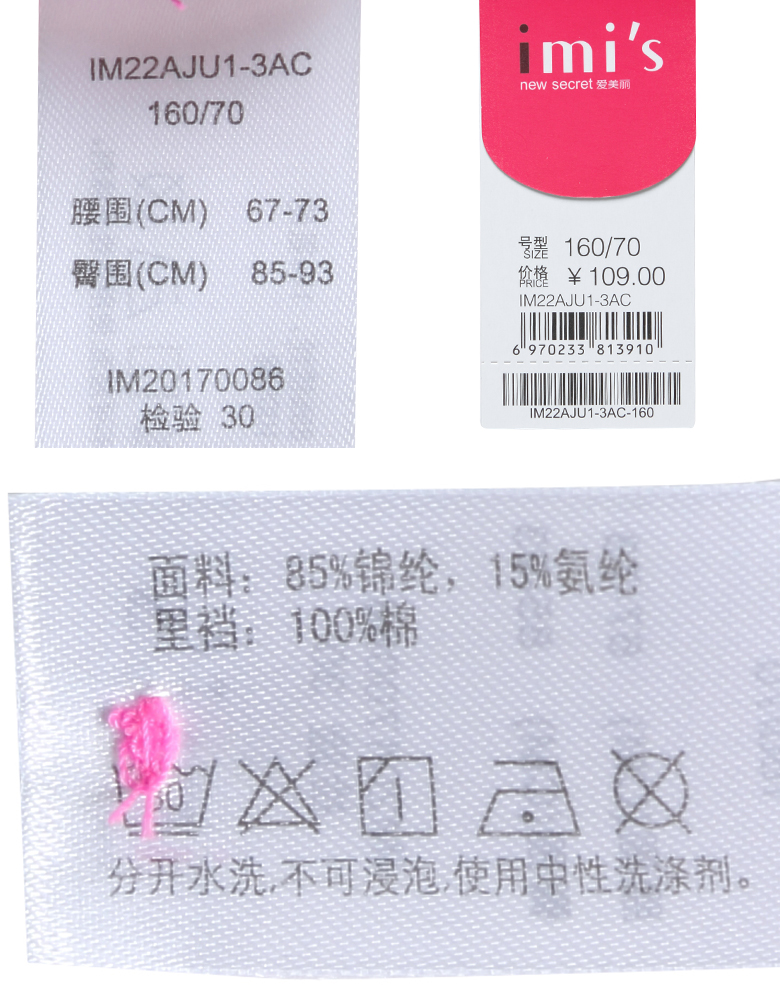 IM22AJU1-3AC
160/70
腰围(CM) 67-73
臀围(CM) 85-93
IM20170086
检验 30
imi's
new secret 爱美丽
号型 160/70
SIZE
价格 ¥109.00
PRICE
IM22AJU1-3AC
6 970233 813910
IM22AJU1-3AC-160
面料：85%锦纶，15%氨纶
里裆：100%棉
30
分开水洗,不可浸泡,使用中性洗涤剂。